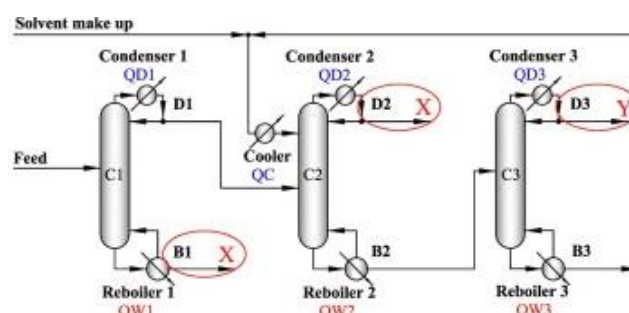 Solvent make up
Condenser 1
Condenser 2
Condenser 3
QD1
QD2
QD3
D1
D2
X
D3
Y
Feed
Cooler
QC
C1
C2
C3
B1
X
B2
B3
Reboiler 1
Reboiler 2
Reboiler 3
QW1
QW2
QW3